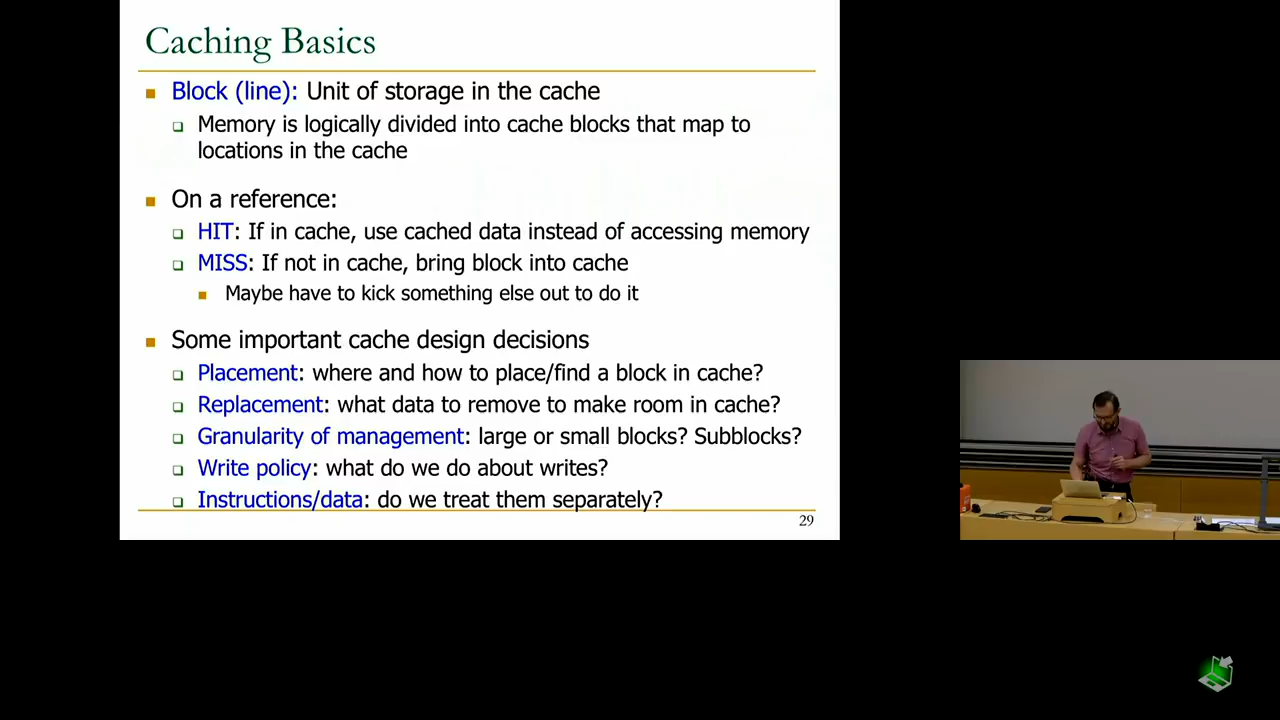 Caching Basics
Block (line): Unit of storage in the cache
Memory is logically divided into cache blocks that map to
locations in the cache
On a reference:
HIT: If in cache, use cached data instead of accessing memory
MISS: If not in cache, bring block into cache
Maybe have to kick something else out to do it
Some important cache design decisions
Placement: where and how to place/find a block in cache?
Replacement: what data to remove to make room in cache?
Granularity of management: large or small blocks? Subblocks?
Write policy: what do we do about writes?
Instructions/data: do we treat them separately?
29